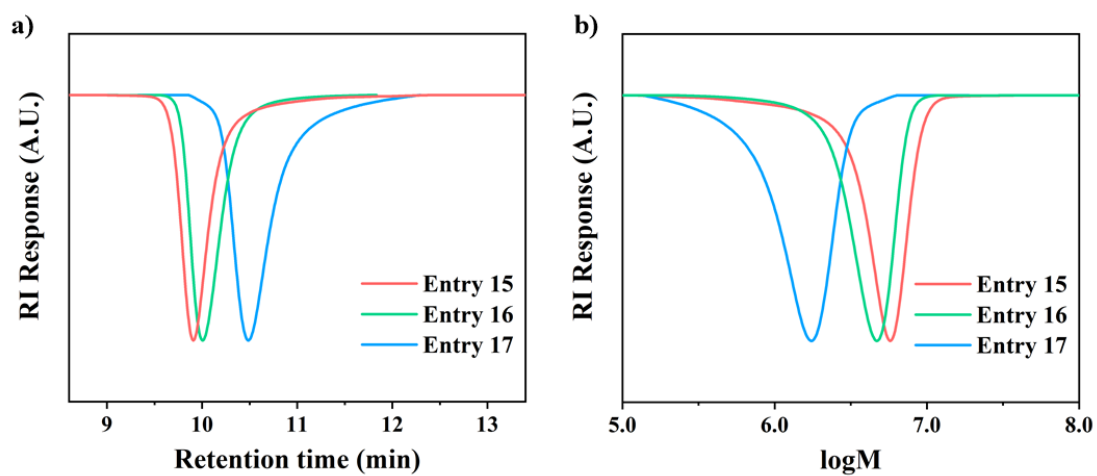 a)
RI Response (A.U.)
Entry 15
Entry 16
Entry 17
9 10 11 12 13
Retention time (min)
b)
RI Response (A.U.)
Entry 15
Entry 16
Entry 17
5.0 6.0 7.0 8.0
logM